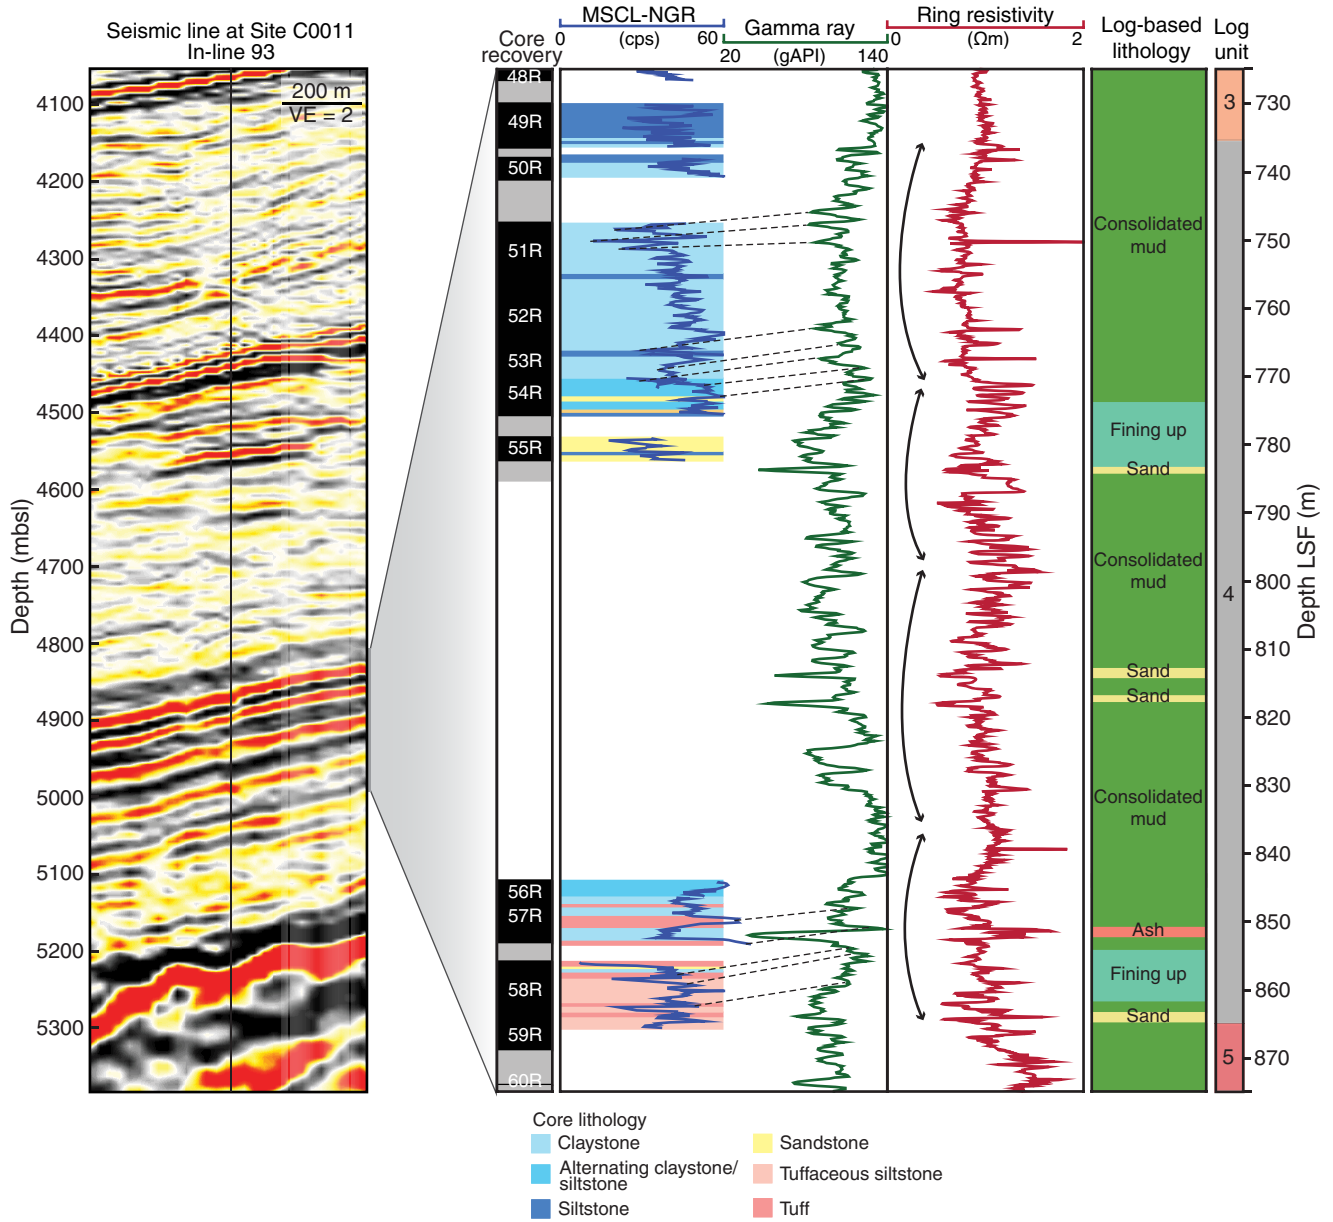 Seismic line at Site C0011
In-line 93
Depth (mbsl)
4100
4200
4300
4400
4500
4600
4700
4800
4900
5000
5100
5200
5300
200 m
VE = 2
Core
recovery
48R
49R
50R
51R
52R
53R
54R
55R
56R
57R
58R
59R
60R
MSCL-NGR
0 (cps) 60
Gamma ray
20 (gAPI) 140
Ring resistivity
0 (Ωm) 2
Log-based
lithology
Consolidated
mud
Fining up
Sand
Consolidated
mud
Sand
Sand
Consolidated
mud
Ash
Fining up
Sand
Log
unit
3
4
5
730
740
750
760
770
780
790
800
810
820
830
840
850
860
870
Depth LSF (m)
Core lithology
Claystone
Alternating claystone/
siltstone
Siltstone
Sandstone
Tuffaceous siltstone
Tuff